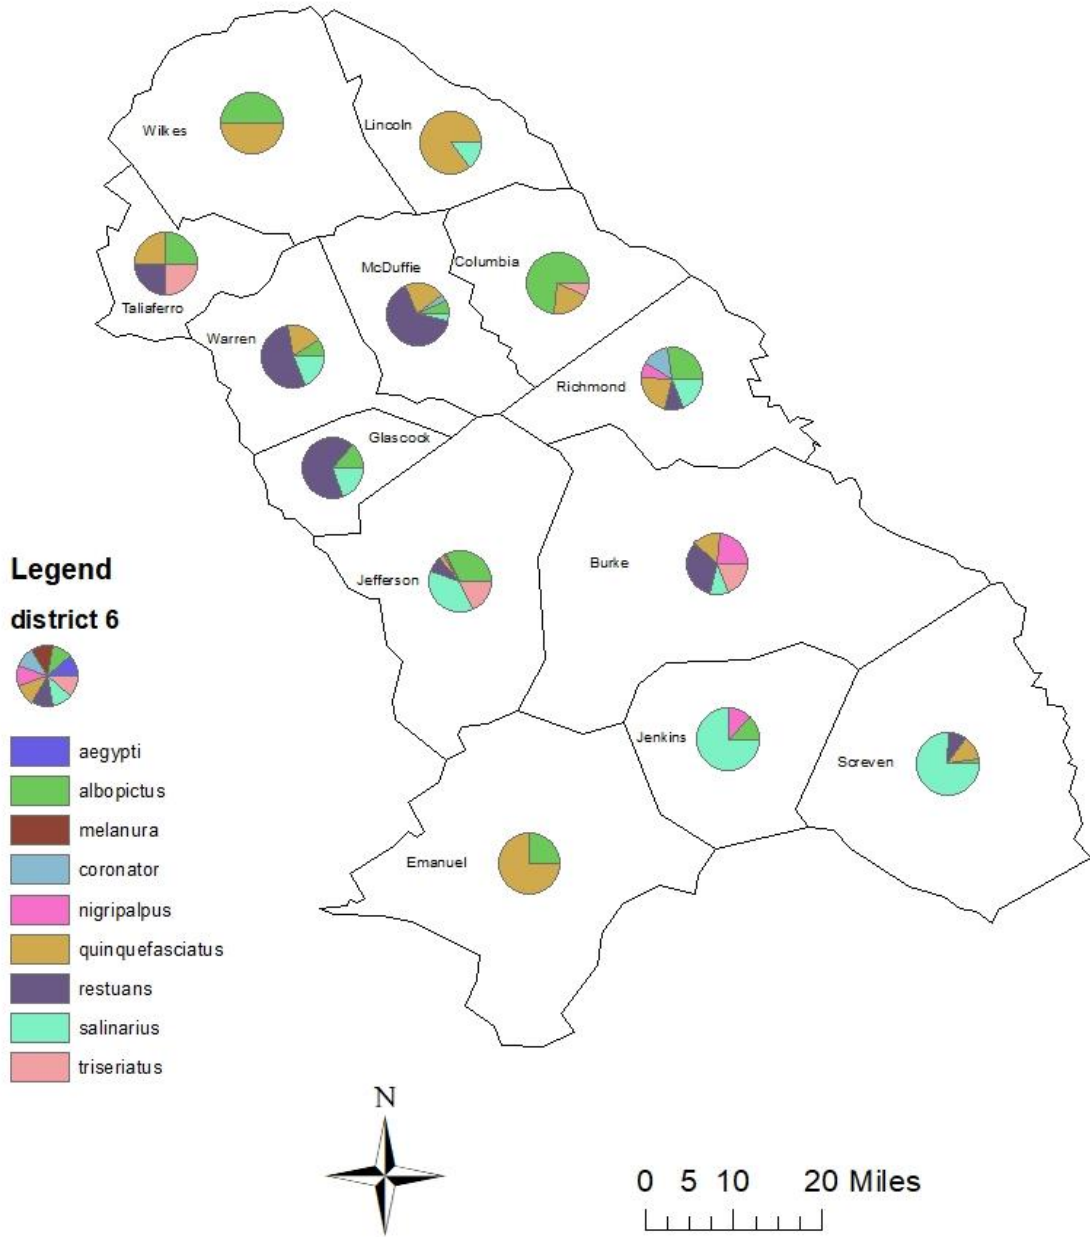 Wilkes
Lincoln
Taliaferro
McDuffie
Columbia
Warren
Richmond
Glascock
Jefferson
Burke
Jenkins
Screven
Emanuel
Legend
district 6
aegypti
albopictus
melanura
coronator
nigripalpus
quinquefasciatus
restuans
salinarius
triseriatus
N
0 5 10 20 Miles